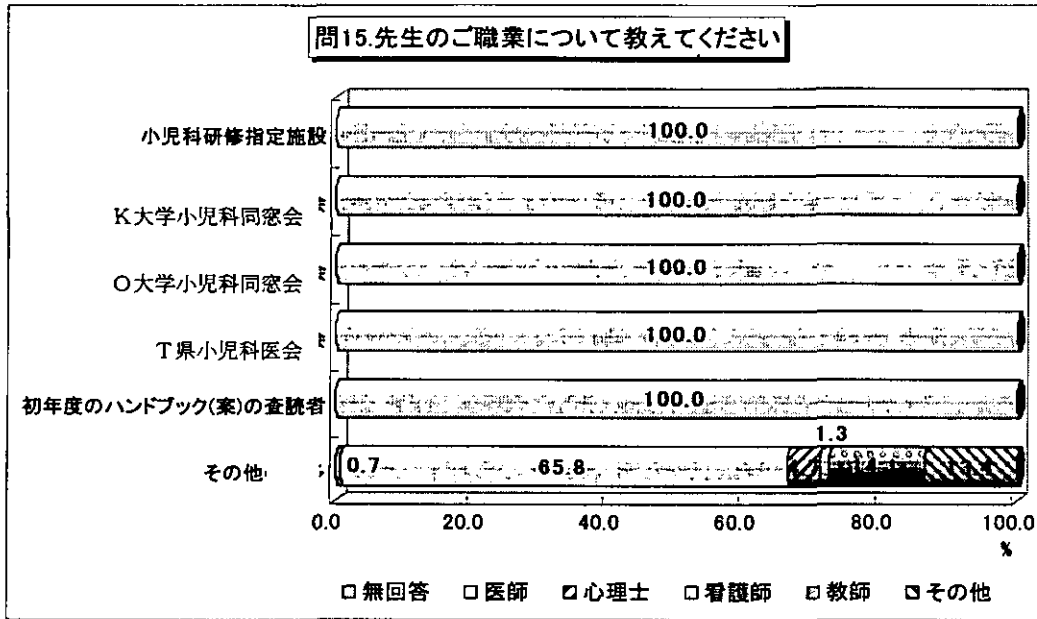 問15.先生のご職業について教えてください
小児科研修指定施設
100.0
K大学小児科同窓会
100.0
O大学小児科同窓会
100.0
T県小児科医会
100.0
初年度のハンドブック(案)の査読者
100.0
1.3
その他
0.7
65.8
0.0 20.0 40.0 60.0 80.0 100.0
%
無回答 医師 心理士 看護師 教師 その他